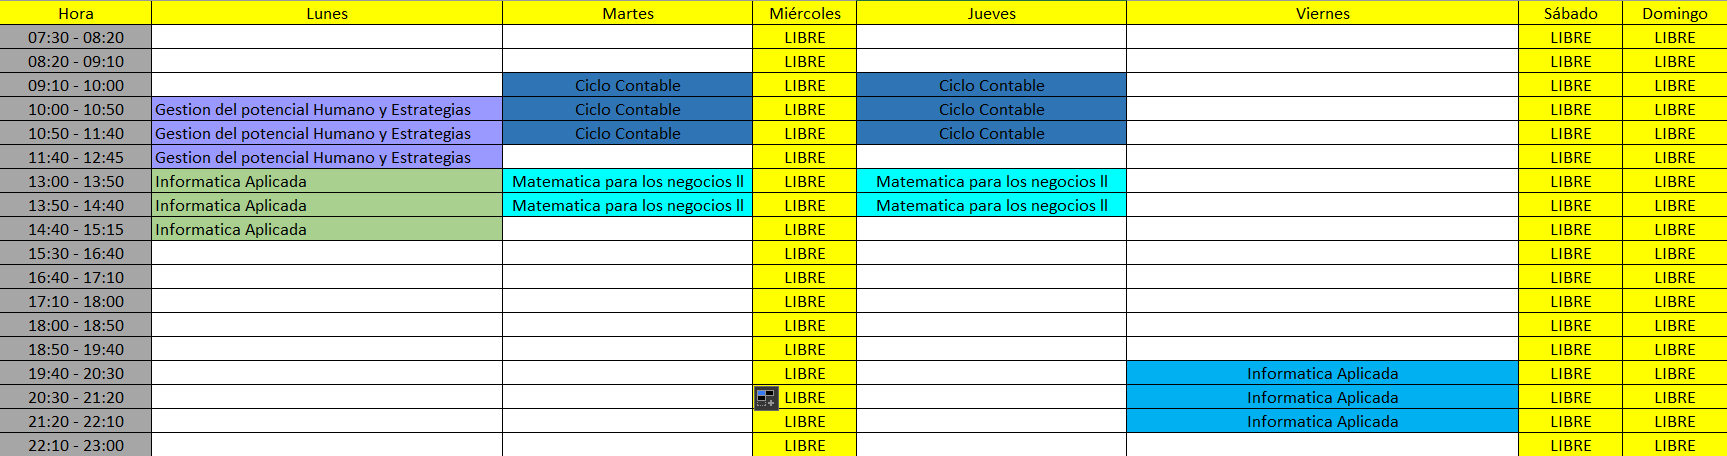 Hora Lunes Martes Miércoles Jueves Viernes Sábado Domingo
07:30 - 08:20 LIBRE LIBRE LIBRE
08:20 - 09:10 LIBRE LIBRE LIBRE
09:10 - 10:00 Ciclo Contable LIBRE Ciclo Contable LIBRE LIBRE
10:00 - 10:50 Gestion del potencial Humano y Estrategias Ciclo Contable LIBRE Ciclo Contable LIBRE LIBRE
10:50 - 11:40 Gestion del potencial Humano y Estrategias Ciclo Contable LIBRE Ciclo Contable LIBRE LIBRE
11:40 - 12:45 Gestion del potencial Humano y Estrategias LIBRE LIBRE LIBRE
13:00 - 13:50 Informatica Aplicada Matematica para los negocios ll LIBRE Matematica para los negocios ll LIBRE LIBRE
13:50 - 14:40 Informatica Aplicada Matematica para los negocios ll LIBRE Matematica para los negocios ll LIBRE LIBRE
14:40 - 15:15 Informatica Aplicada LIBRE LIBRE LIBRE
15:30 - 16:40 LIBRE LIBRE LIBRE
16:40 - 17:10 LIBRE LIBRE LIBRE
17:10 - 18:00 LIBRE LIBRE LIBRE
18:00 - 18:50 LIBRE LIBRE LIBRE
18:50 - 19:40 LIBRE LIBRE LIBRE
19:40 - 20:30 LIBRE Informatica Aplicada LIBRE LIBRE
20:30 - 21:20 LIBRE Informatica Aplicada LIBRE LIBRE
21:20 - 22:10 LIBRE Informatica Aplicada LIBRE LIBRE
22:10 - 23:00 LIBRE LIBRE LIBRE